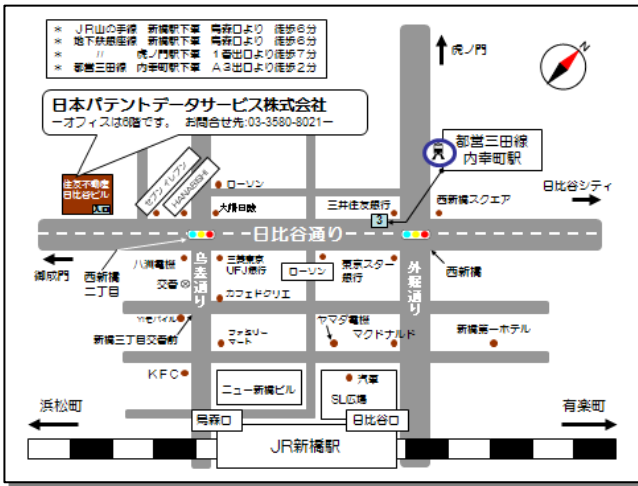 * JR山の手線 新橋駅下車 烏森口より 徒歩6分
* 地下鉄銀座線 新橋駅下車 烏森口より 徒歩6分
* 〃 虎ノ門駅下車 1番出口より徒歩7分
* 都営三田線 内幸町駅下車 A3出口より徒歩2分
虎ノ門
N
日本パテントデータサービス株式会社
ーオフィスは6階です。 お問合せ先:03-3580-8021ー
都営三田線
内幸町駅
住友不動産
日比谷ビル
入口
セブンイレブン
HANABISHI
ローソン
大陽日酸
三井住友銀行
3
西新橋スクエア
日比谷シティ
日比谷通り
御成門
西新橋
二丁目
八洲電機
交番
烏森通り
三菱東京
UFJ銀行
ローソン
東京スター
銀行
外堀通り
西新橋
カフェドクリエ
Yモバイル
新橋三丁目交番前
ファミリー
マート
ヤマダ電機
マクドナルド
新橋第一ホテル
KFC
ニュー新橋ビル
汽車
SL広場
浜松町
烏森口
日比谷口
有楽町
JR新橋駅